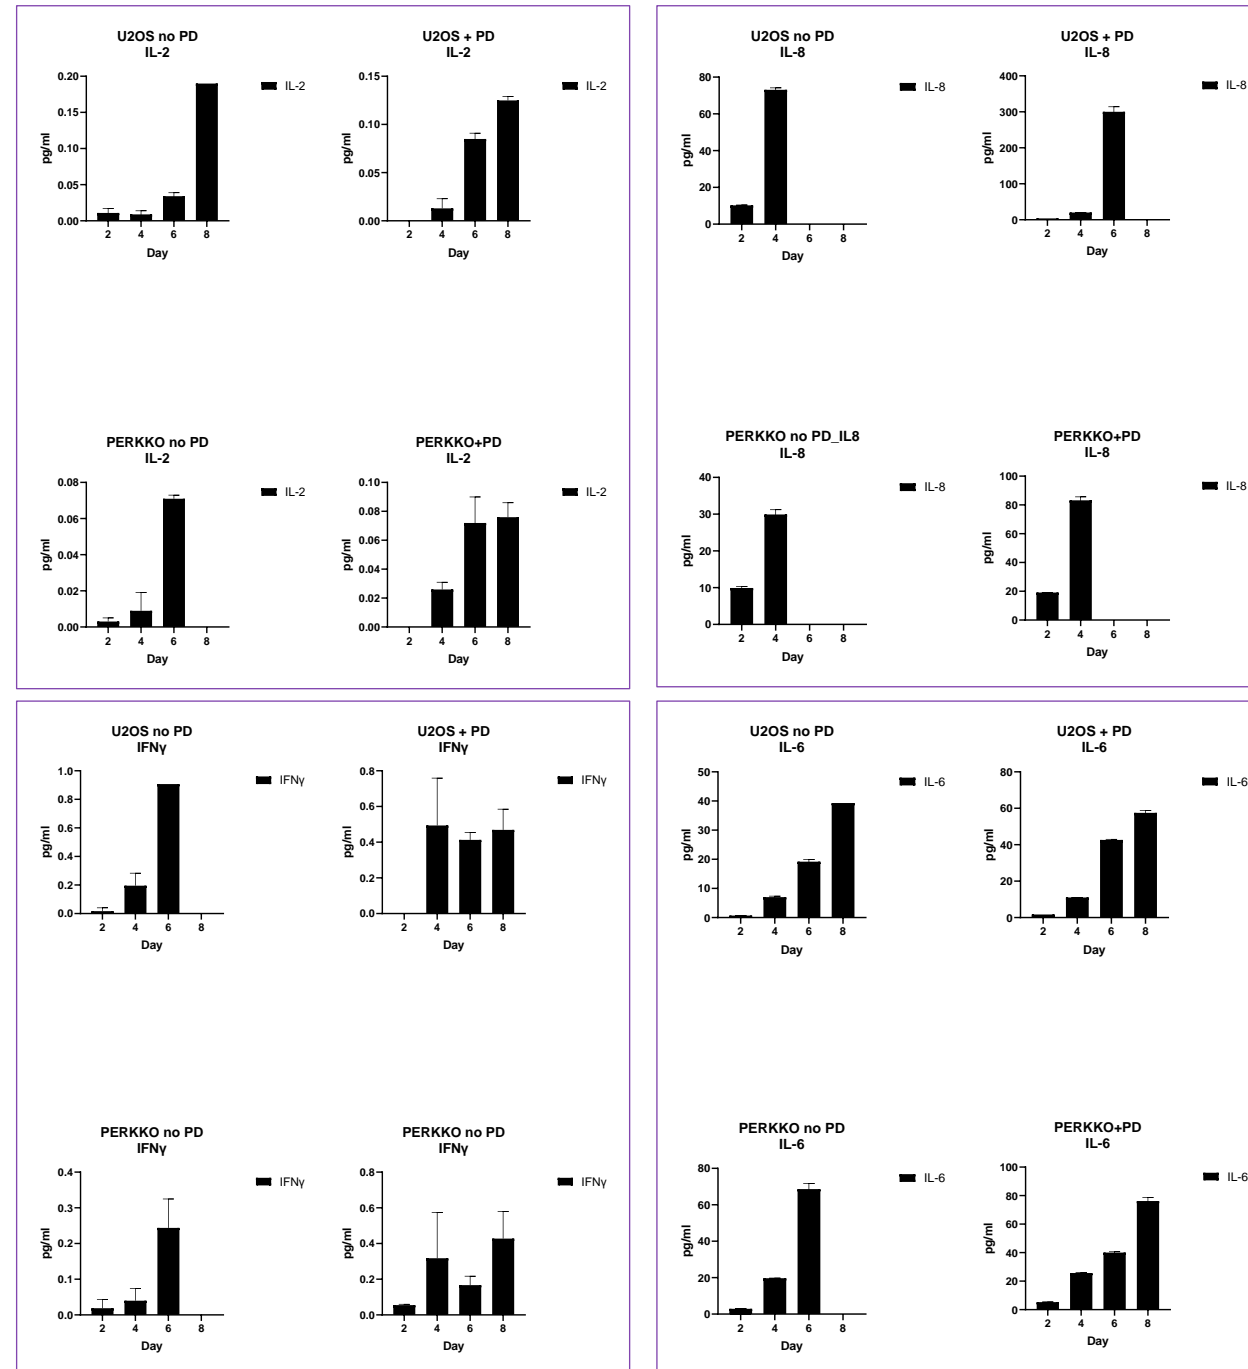 U2OS no PD
IL-2
IL-2
pg/ml
0.20
0.15
0.10
0.05
0.00
2 4 6 8
Day
U2OS + PD
IL-2
IL-2
pg/ml
0.15
0.10
0.05
0.00
2 4 6 8
Day
PERKKO no PD
IL-2
IL-2
pg/ml
0.08
0.06
0.04
0.02
0.00
2 4 6 8
Day
PERKKO+PD
IL-2
IL-2
pg/ml
0.10
0.08
0.06
0.04
0.02
0.00
2 4 6 8
Day
U2OS no PD
IL-8
IL-8
pg/ml
80
60
40
20
0
2 4 6 8
Day
U2OS + PD
IL-8
IL-8
pg/ml
400
300
200
100
0
2 4 6 8
Day
PERKKO no PD_IL8
IL-8
IL-8
pg/ml
40
30
20
10
0
2 4 6 8
Day
PERKKO+PD
IL-8
IL-8
pg/ml
100
80
60
40
20
0
2 4 6 8
Day
U2OS no PD
IFNγ
IFNγ
pg/ml
1.0
0.8
0.6
0.4
0.2
0.0
2 4 6 8
Day
U2OS + PD
IFNγ
IFNγ
pg/ml
0.8
0.6
0.4
0.2
0.0
2 4 6 8
Day
PERKKO no PD
IFNγ
IFNγ
pg/ml
0.4
0.3
0.2
0.1
0.0
2 4 6 8
Day
PERKKO no PD
IFNγ
IFNγ
pg/ml
0.8
0.6
0.4
0.2
0.0
2 4 6 8
Day
U2OS no PD
IL-6
IL-6
pg/ml
50
40
30
20
10
0
2 4 6 8
Day
U2OS + PD
IL-6
IL-6
pg/ml
80
60
40
20
0
2 4 6 8
Day
PERKKO no PD
IL-6
IL-6
pg/ml
80
60
40
20
0
2 4 6 8
Day
PERKKO+PD
IL-6
IL-6
pg/ml
100
80
60
40
20
0
2 4 6 8
Day